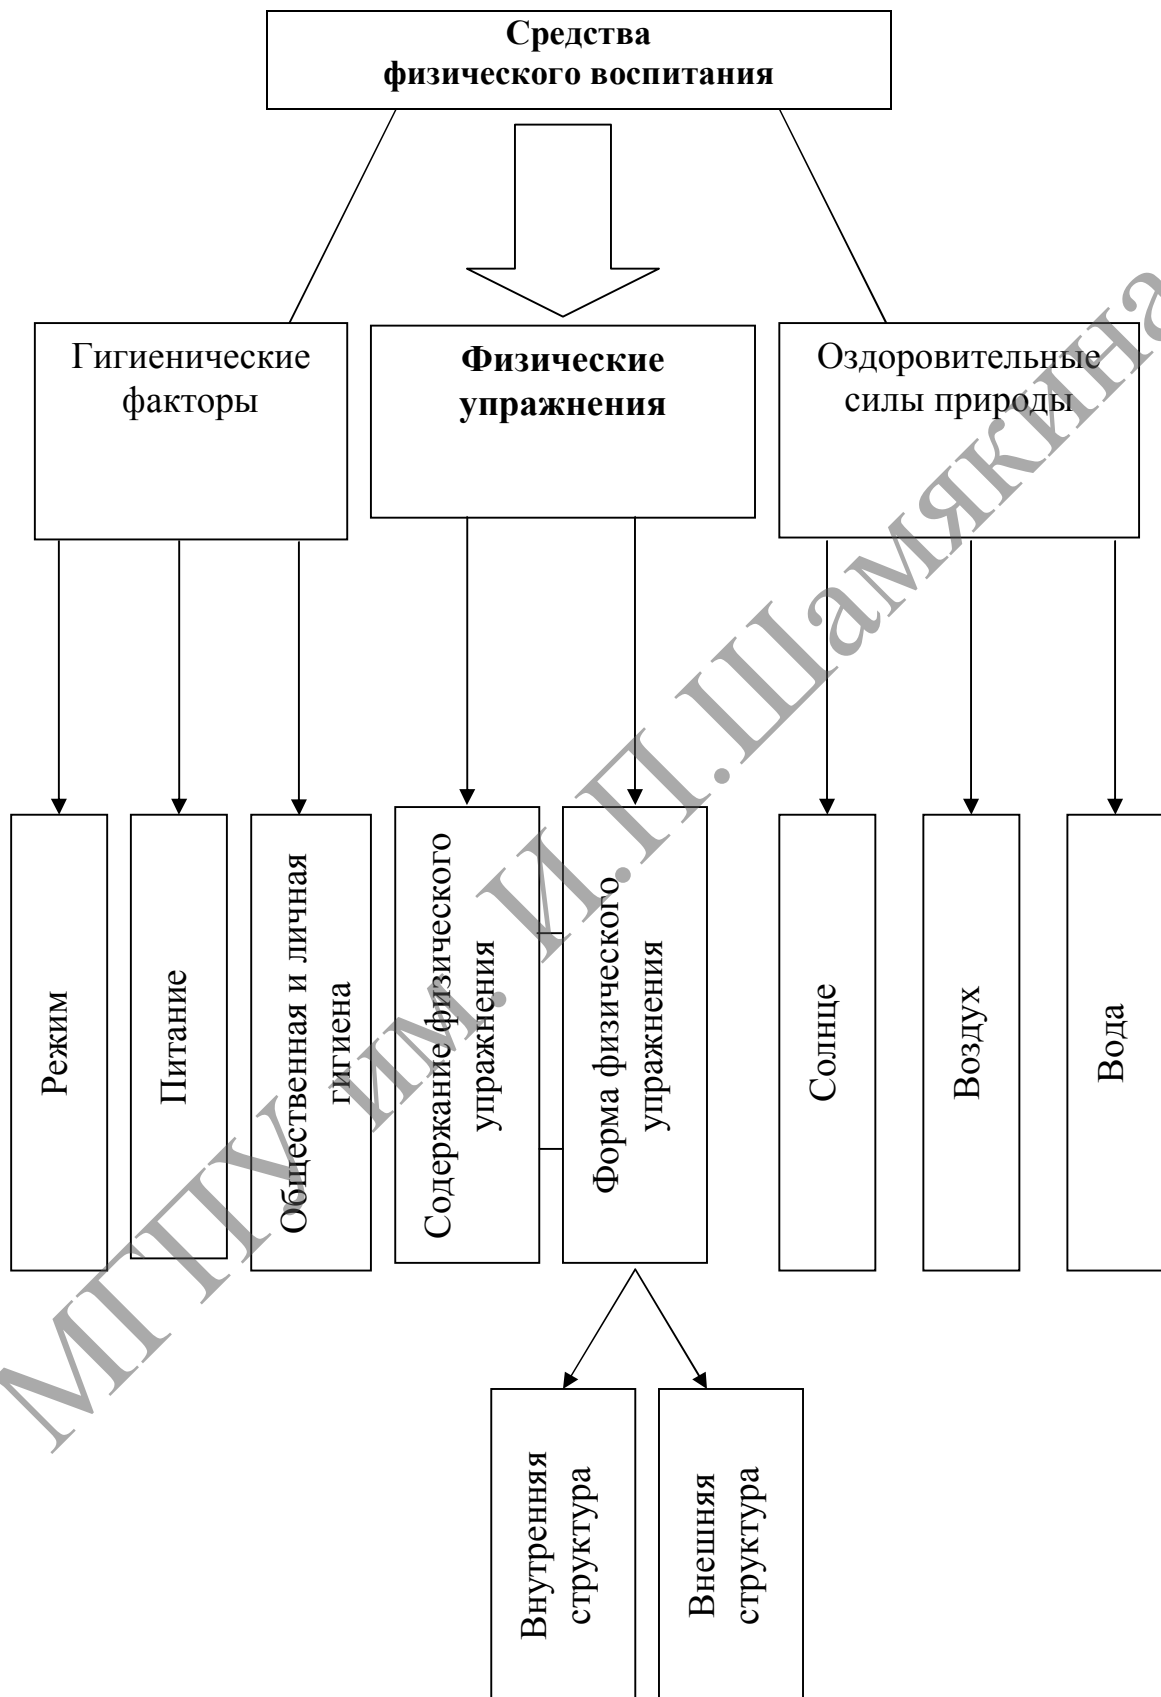 Средства
физического воспитания
Гигиенические
факторы
Физические
упражнения
Оздоровительные
силы природы
Режим
Питание
Общественная и личная
гигиена
Содержание физического
упражнения
Форма физического
упражнения
Солнце
Воздух
Вода
Внутренняя
структура
Внешняя
структура
МГПУ им. И.П.Шамякина